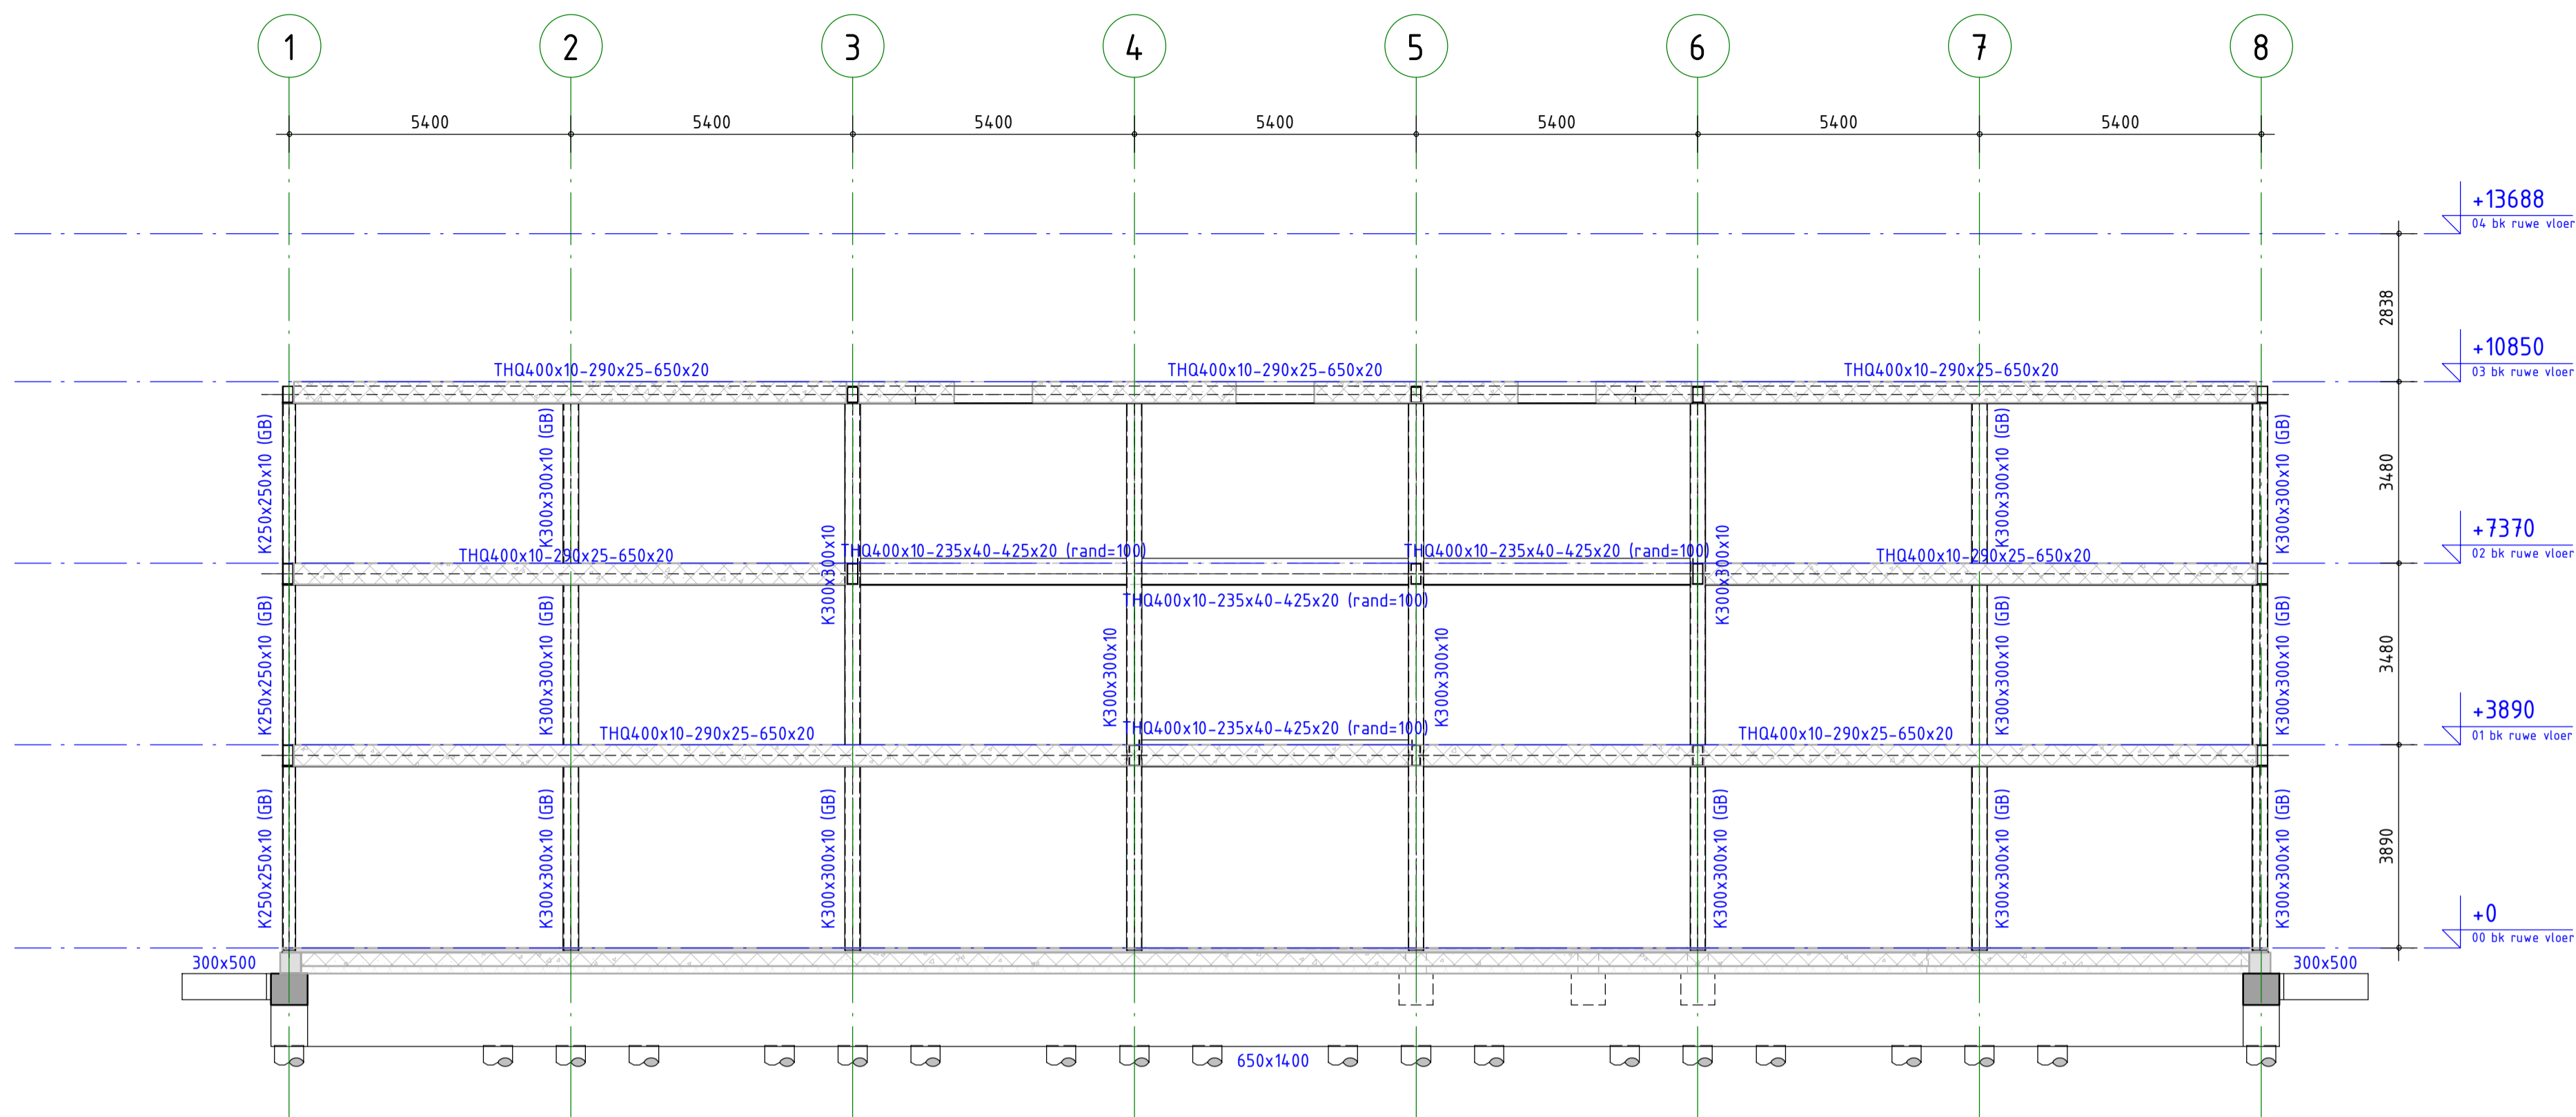 1 2 3 4 5 6 7 8
5400 5400 5400 5400 5400 5400 5400
+13688
04 bk ruwe vloer
2838
+10850
03 bk ruwe vloer
THQ400x10-290x25-650x20 THQ400x10-290x25-650x20 THQ400x10-290x25-650x20
K250x250x10 (GB) K300x300x10 (GB) K300x300x10 (GB) K300x300x10 (GB)
3480
+7370
02 bk ruwe vloer
THQ400x10-290x25-650x20 THQ400x10-235x40-425x20 (rand=100) THQ400x10-235x40-425x20 (rand=100) THQ400x10-290x25-650x20
K300x300x10 K300x300x10
THQ400x10-235x40-425x20 (rand=100)
K250x250x10 (GB) K300x300x10 (GB) K300x300x10 K300x300x10 K300x300x10 (GB) K300x300x10 (GB)
3480
+3890
01 bk ruwe vloer
THQ400x10-290x25-650x20 THQ400x10-235x40-425x20 (rand=100) THQ400x10-290x25-650x20
K250x250x10 (GB) K300x300x10 (GB) K300x300x10 (GB) K300x300x10 (GB) K300x300x10 (GB) K300x300x10 (GB)
3890
+0
00 bk ruwe vloer
300x500 300x500
650x1400